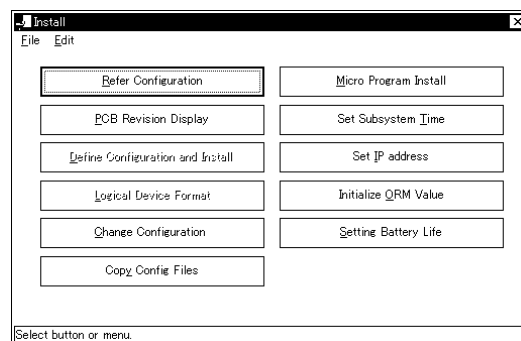 Install
File Edit
Refer Configuration
PCB Revision Display
Define Configuration and Install
Logical Device Format
Change Configuration
Copy Config Files
Micro Program Install
Set Subsystem Time
Set IP address
Initialize ORM Value
Setting Battery Life
Select button or menu.